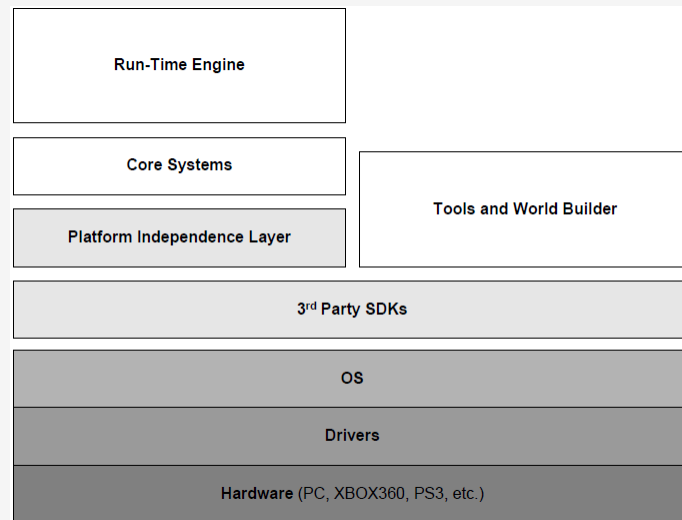 Run-Time Engine
Core Systems
Tools and World Builder
Platform Independence Layer
3rd Party SDKs
OS
Drivers
Hardware (PC, XBOX360, PS3, etc.)